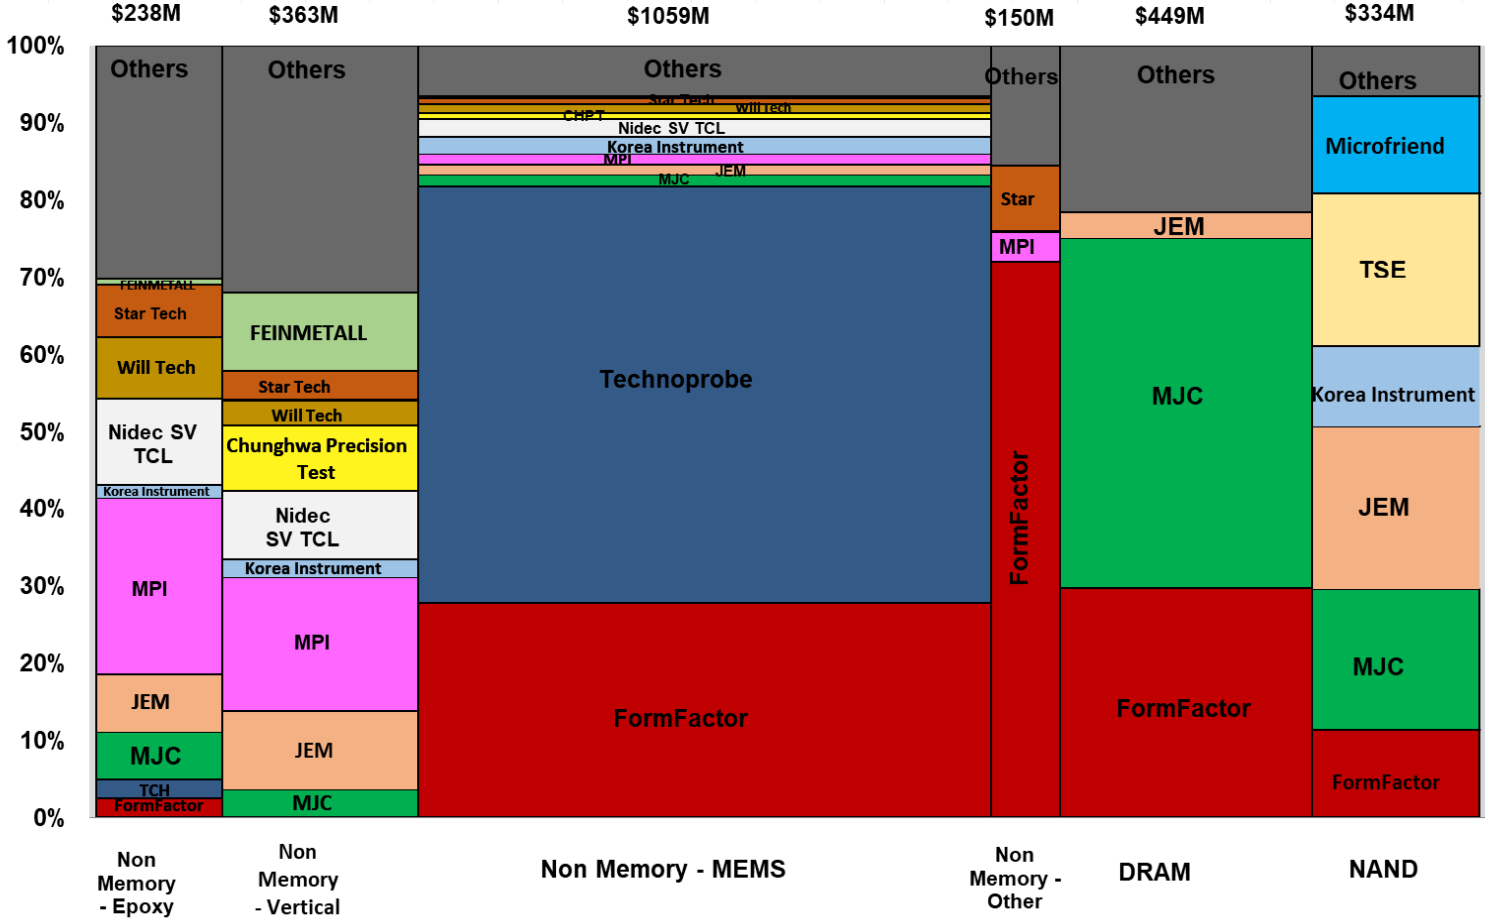 $238M
$363M
$1059M
$150M
$449M
$334M
100%
90%
80%
70%
60%
50%
40%
30%
20%
10%
0%
Others
FEINMETALL
Star Tech
Will Tech
Nidec SV
TCL
Korea Instrument
MPI
JEM
MJC
TCH
FormFactor
Others
FEINMETALL
Star Tech
Will Tech
Chunghwa Precision
Test
Nidec
SV TCL
Korea Instrument
MPI
JEM
MJC
Others
Star Tech
Will Tech
CHPT
Nidec SV TCL
Korea Instrument
MPI
JEM
MJC
Technoprobe
FormFactor
Others
Star
MPI
FormFactor
Others
JEM
MJC
FormFactor
Others
Microfriend
TSE
Korea Instrument
JEM
MJC
FormFactor
Non
Memory -
- Epoxy
Non
Memory
- Vertical
Non Memory - MEMS
Non
Memory -
Other
DRAM
NAND